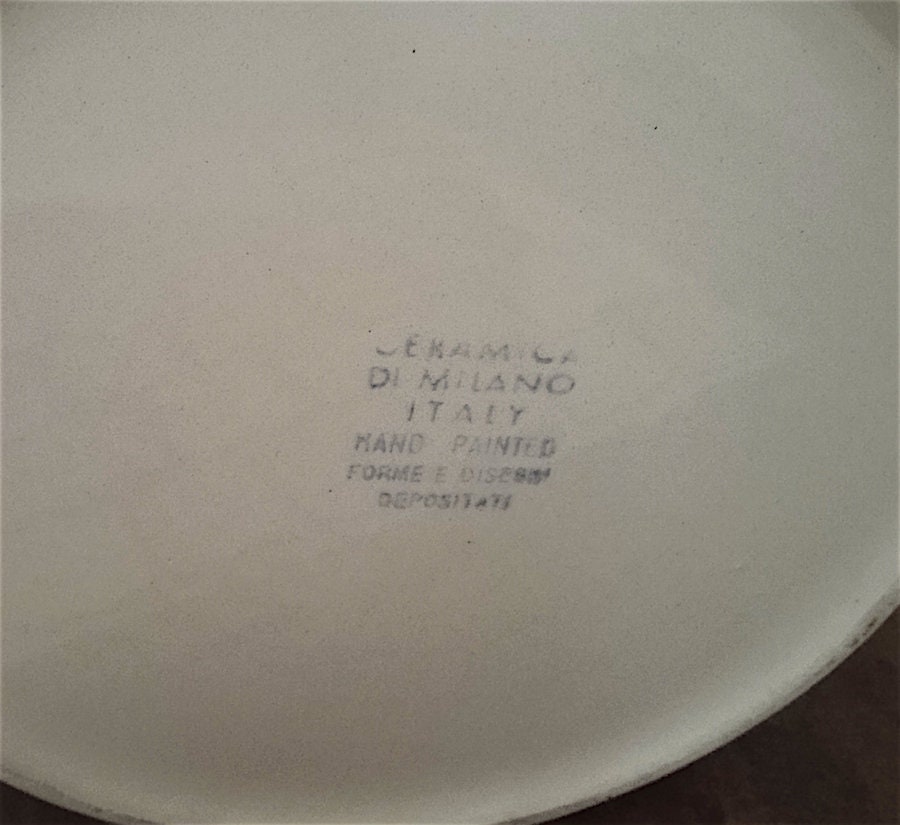 CERAMICA
DI MILANO
ITALY
HAND PAINTED
FORME E DISEGNI
DEPOSITATI